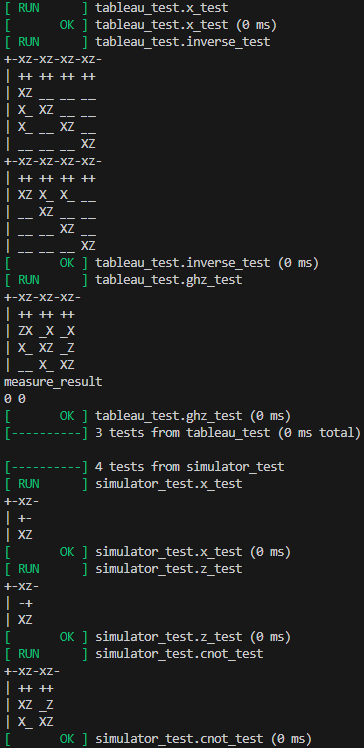 [ RUN      ] tableau_test.x_test
[       OK ] tableau_test.x_test (0 ms)
[ RUN      ] tableau_test.inverse_test
+-xz-xz-xz-xz-
| ++ ++ ++ ++
| XZ __ __ __
| X_ XZ __ __
| X_ __ XZ __
| __ __ __ XZ
+-xz-xz-xz-xz-
| ++ ++ ++ ++
| XZ X_ X_ __
| __ XZ __ __
| __ __ XZ __
| __ __ __ XZ
[       OK ] tableau_test.inverse_test (0 ms)
[ RUN      ] tableau_test.ghz_test
+-xz-xz-xz-
| ++ ++ ++
| ZX _X _X
| X_ XZ _Z
| __ X_ XZ
measure_result
0 0
[       OK ] tableau_test.ghz_test (0 ms)
[----------] 3 tests from tableau_test (0 ms total)

[----------] 4 tests from simulator_test
[ RUN      ] simulator_test.x_test
+-xz-
| +-
| XZ
[       OK ] simulator_test.x_test (0 ms)
[ RUN      ] simulator_test.z_test
+-xz-
| -+
| XZ
[       OK ] simulator_test.z_test (0 ms)
[ RUN      ] simulator_test.cnot_test
+-xz-xz-
| ++ ++
| XZ _Z
| X_ XZ
[       OK ] simulator_test.cnot_test (0 ms)